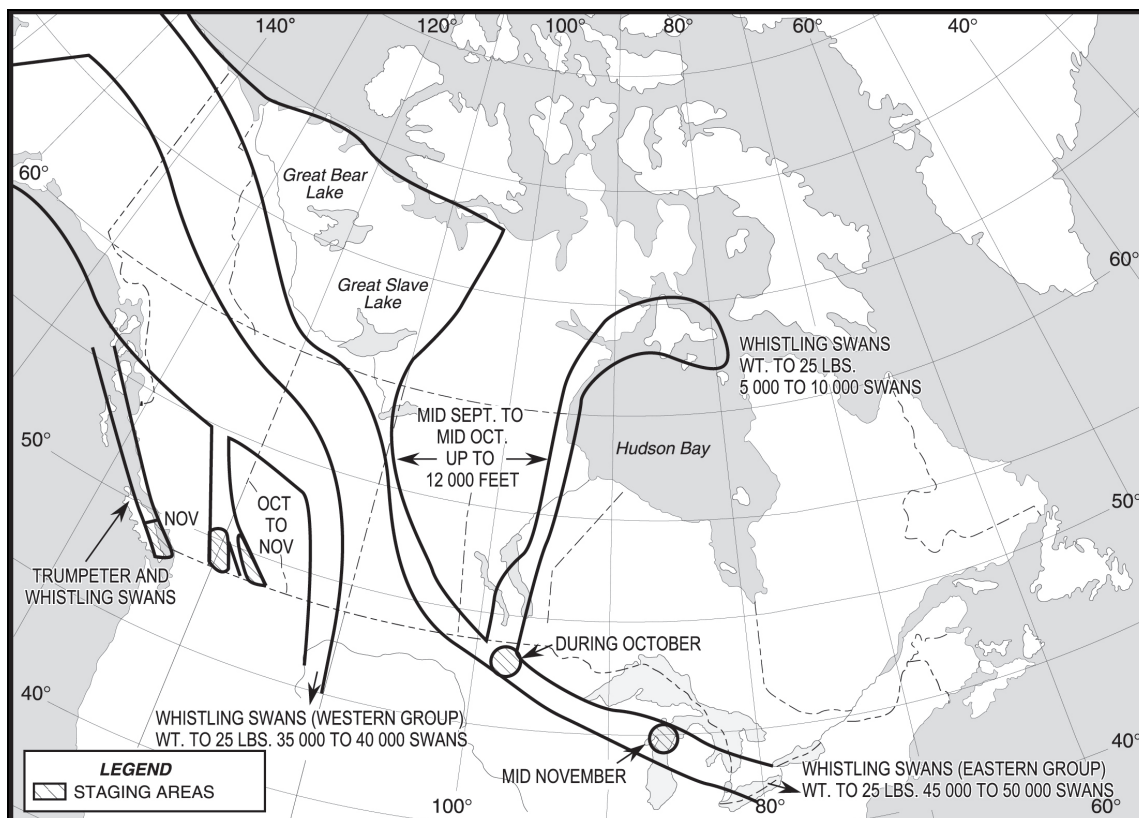 140°
120°
100°
80°
60°
40°
60°
Great Bear
Lake
Great Slave
Lake
60°
WHISTLING SWANS
WT. TO 25 LBS.
5 000 TO 10 000 SWANS
MID SEPT. TO
MID OCT.
UP TO
12 000 FEET
Hudson Bay
50°
50°
NOV
OCT
TO
NOV
TRUMPETER AND
WHISTLING SWANS
DURING OCTOBER
40°
WHISTLING SWANS (WESTERN GROUP)
WT. TO 25 LBS. 35 000 TO 40 000 SWANS
40°
MID NOVEMBER
WHISTLING SWANS (EASTERN GROUP)
WT. TO 25 LBS. 45 000 TO 50 000 SWANS
LEGEND
STAGING AREAS
100°
80°
60°